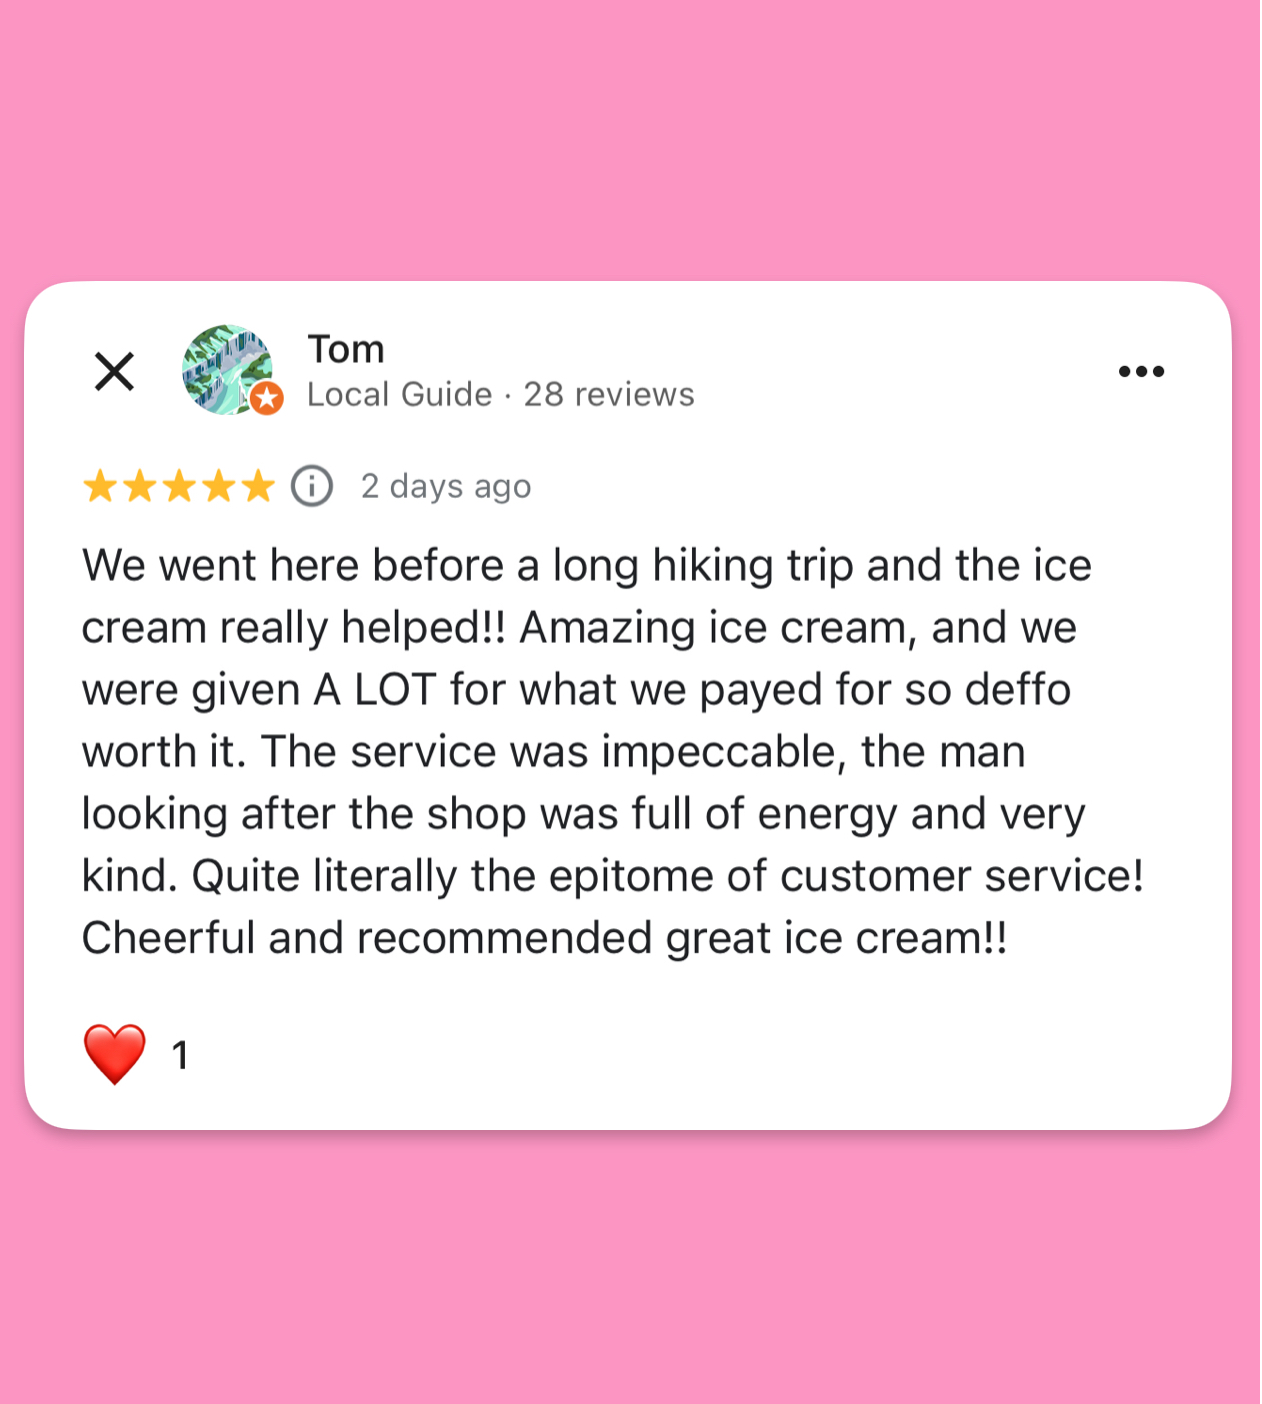 Tom
Local Guide · 28 reviews
2 days ago
We went here before a long hiking trip and the ice
cream really helped!! Amazing ice cream, and we
were given A LOT for what we payed for so deffo
worth it. The service was impeccable, the man
looking after the shop was full of energy and very
kind. Quite literally the epitome of customer service!
Cheerful and recommended great ice cream!!
❤️ 1